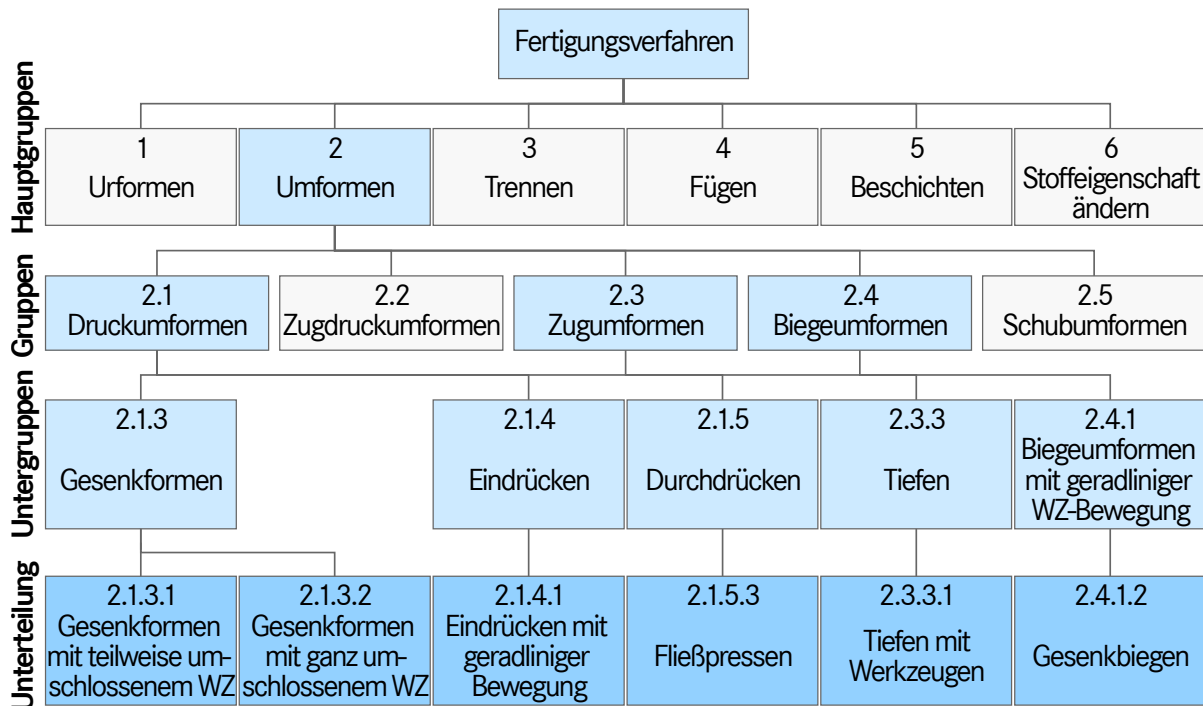 Fertigungsverfahren
Hauptgruppen
1
Urformen
2
Umformen
3
Trennen
4
Fügen
5
Beschichten
6
Stoffeigenschaft
ändern
Gruppen
2.1
Druckumformen
2.2
Zugdruckumformen
2.3
Zugumformen
2.4
Biegeumformen
2.5
Schubumformen
Untergruppen
2.1.3
Gesenkformen
2.1.4
Eindrücken
2.1.5
Durchdrücken
2.3.3
Tiefen
2.4.1
Biegeumformen
mit geradliniger
WZ-Bewegung
Unterteilung
2.1.3.1
Gesenkformen
mit teilweise um-
schlossenem WZ
2.1.3.2
Gesenkformen
mit ganz um-
schlossenem WZ
2.1.4.1
Eindrücken mit
geradliniger
Bewegung
2.1.5.3
Fließpressen
2.3.3.1
Tiefen mit
Werkzeugen
2.4.1.2
Gesenkbiegen